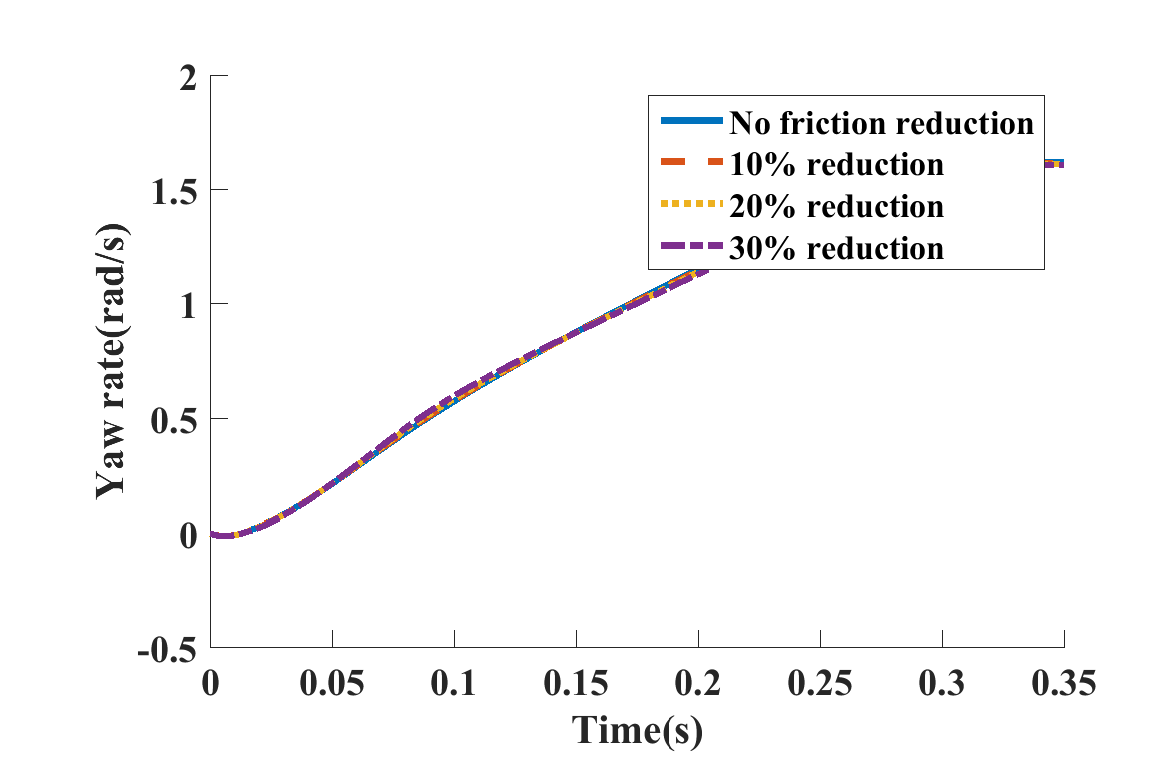 2
1.5
1
0.5
0
-0.5
Yaw rate(rad/s)
No friction reduction
10% reduction
20% reduction
30% reduction
0 0.05 0.1 0.15 0.2 0.25 0.3 0.35
Time(s)